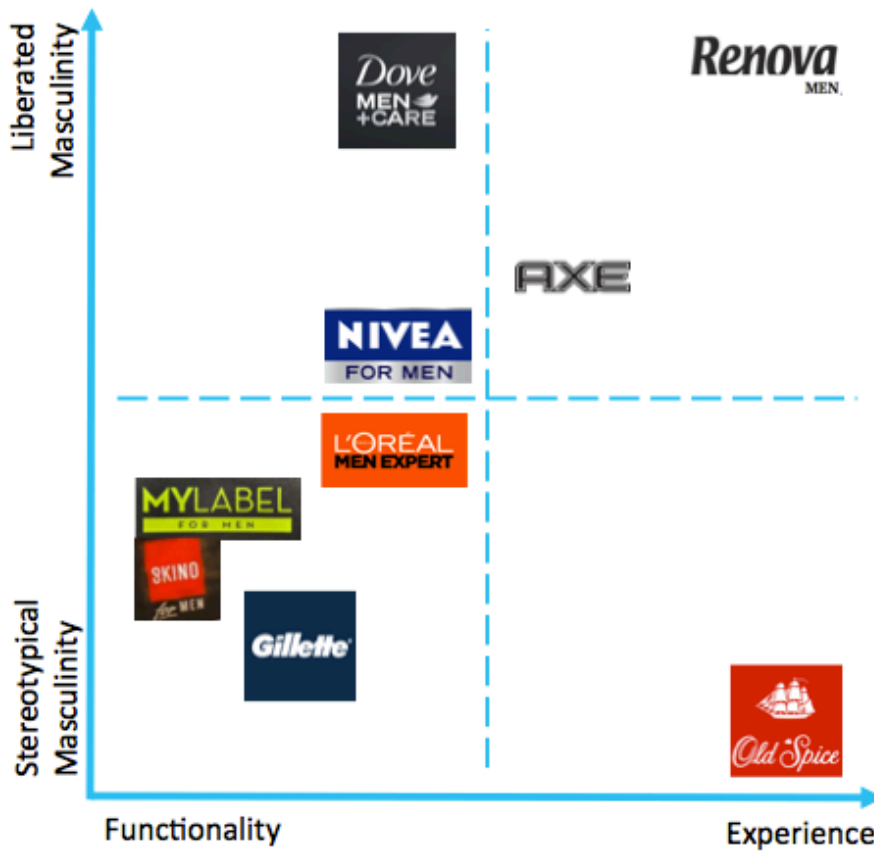 Liberated
Masculinity
Dove
MEN
+CARE
Renova
MEN
AXE
NIVEA
FOR MEN
L'ORÉAL
MEN EXPERT
MYLABEL
FOR MEN
SKINO
for MEN
Gillette
Stereotypical
Masculinity
Old Spice
Functionality
Experience